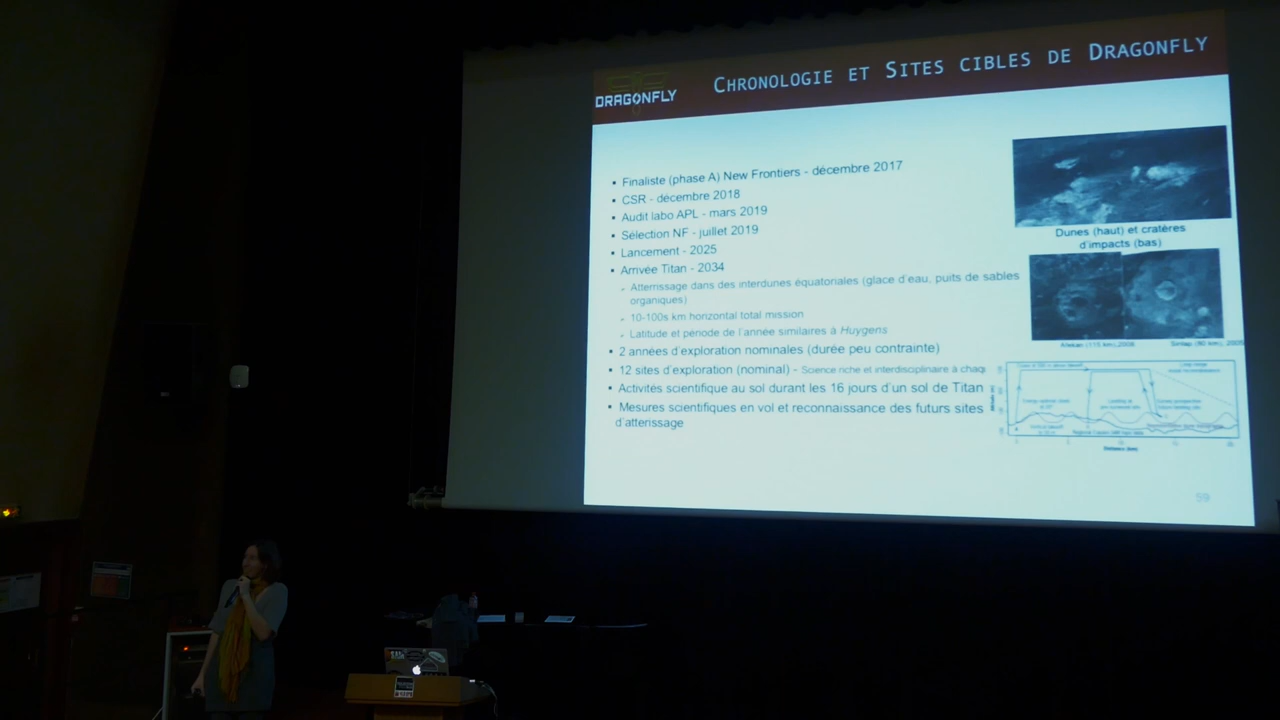 DRAGONFLY
CHRONOLOGIE ET SITES CIBLES DE DRAGONFLY
Finaliste (phase A) New Frontiers - décembre 2017
CSR - décembre 2018
Audit labo APL - mars 2019
Sélection NF - juillet 2019
Lancement - 2025
Arrivée Titan - 2034
Atterrissage dans des interdunes équatoriales (glace d'eau, puits de sables
organiques)
10-100s km horizontal total mission
Latitude et période de l'année similaires à Huygens
2 années d'exploration nominales (durée peu contrainte)
12 sites d'exploration (nominal) - Science riche et interdisciplinaire à chaq
Activités scientifique au sol durant les 16 jours d'un sol de Titan
Mesures scientifiques en vol et reconnaissance des futurs sites
d'atterissage
Dunes (haut) et cratères
d'impacts (bas)
59